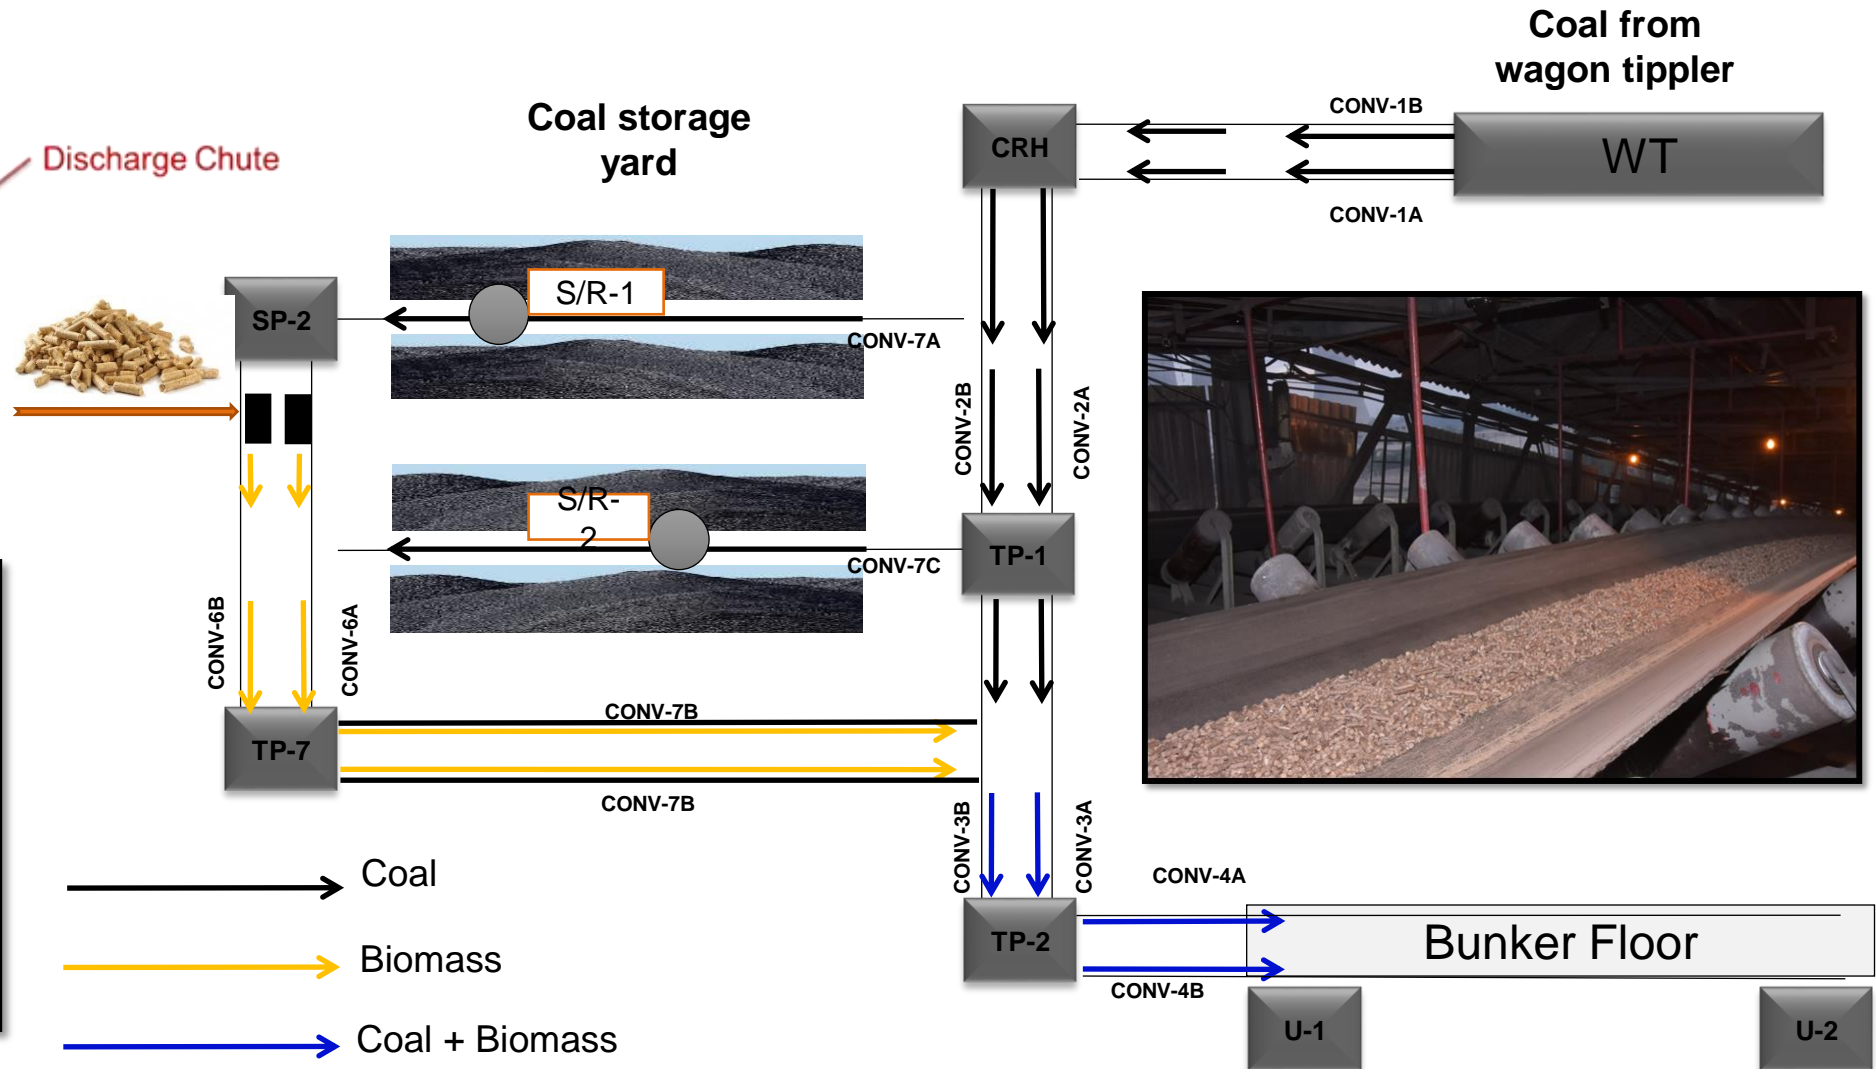 Coal from
wagon tippler
CONV-1B
Coal storage
yard
CRH
WT
Discharge Chute
CONV-1A
S/R-1
SP-2
CONV-7A
CONV-2B
CONV-2A
S/R-
2
TP-1
CONV-7C
CONV-6B
CONV-6A
CONV-7B
TP-7
CONV-7B
CONV-3B
CONV-3A
Coal
CONV-4A
TP-2
Bunker Floor
Biomass
CONV-4B
U-1
U-2
Coal + Biomass